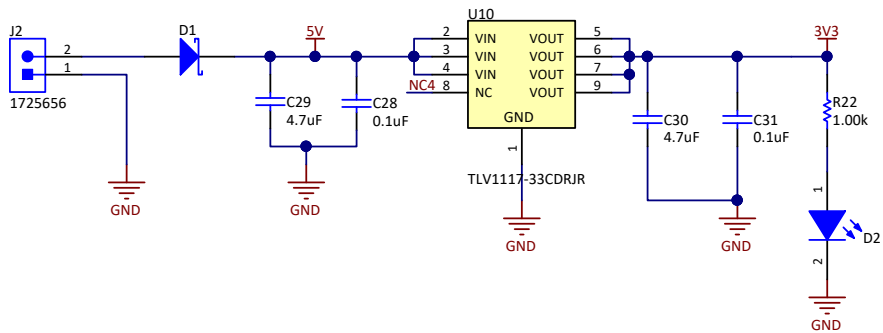 J2
2
1
1725656
GND
D1
5V
C29
4.7uF
C28
0.1uF
GND
NC4
U10
2 VIN VOUT 5
3 VIN VOUT 6
4 VIN VOUT 7
8 NC VOUT 9
GND
1
TLV1117-33CDRJR
GND
C30
4.7uF
C31
0.1uF
GND
3V3
R22
1.00k
1
D2
2
GND